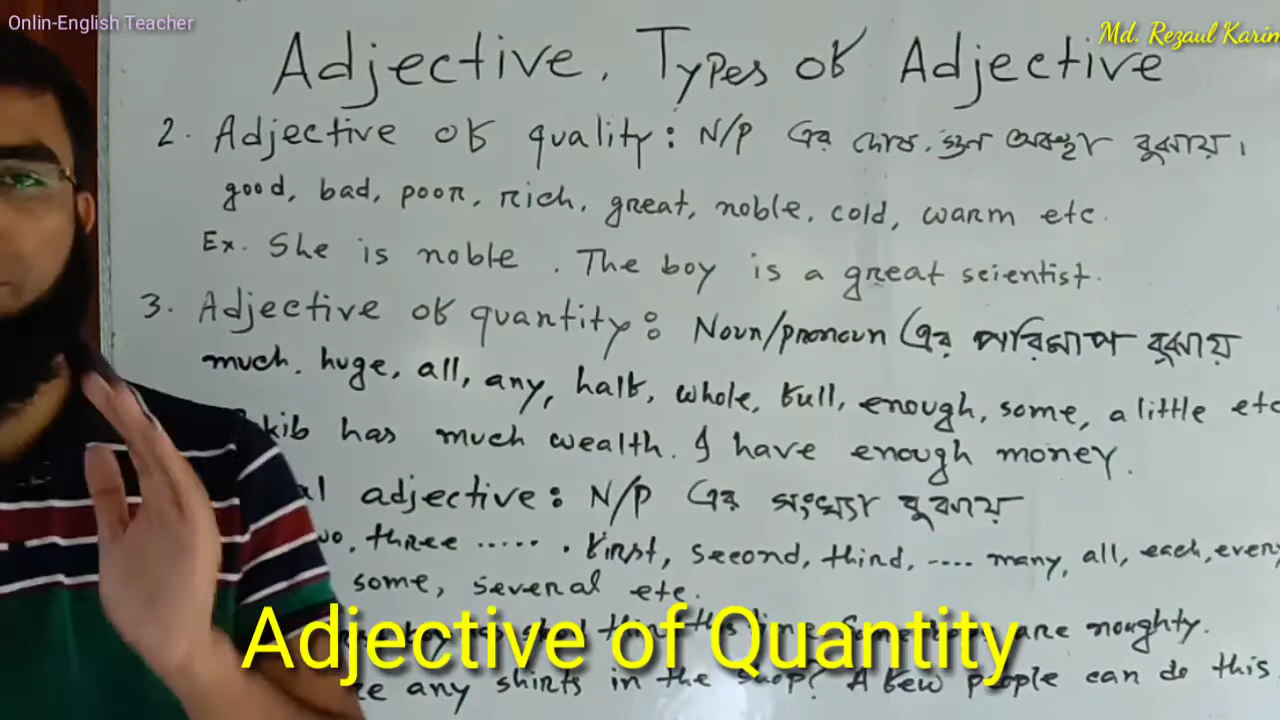 Onlin-English Teacher
Md. Rezaul Karim
Adjective. Types of Adjective
2. Adjective of quality: N/P এর দোষ, গুন অবস্থা বুঝায়।
good, bad, poor, rich, great, noble, cold, warm etc.
Ex. She is noble. The boy is a great scientist.
3. Adjective of quantity: Noun/pronoun এর পরিমাপ বুঝায়
much, huge, all, any, half, whole, full, enough, some, a little etc
kib has much wealth. I have enough money.
al adjective: N/P এর সংখ্যা বুঝায়
wo, three ..... . first, second, third, .... many, all, each, every
some, several etc.
are noughty.
Adjective of Quantity
any shirts in the shop? A few people can do this